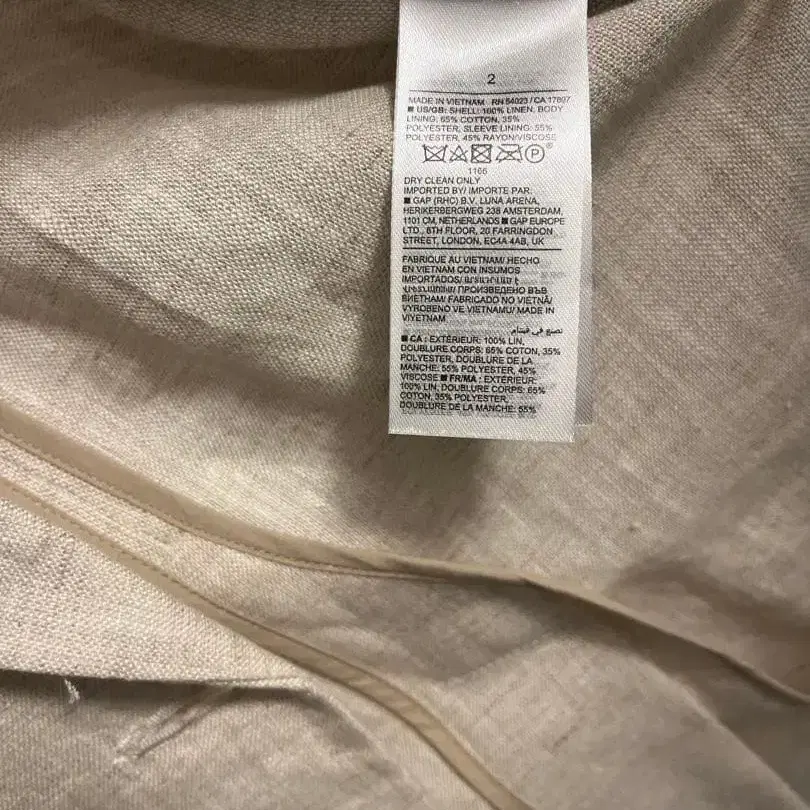 2
MADE IN VIETNAM RN 54023 / CA 17897
■ US/GB: SHELL: 100% LINEN, BODY
LINING: 65% COTTON, 35%
POLYESTER, SLEEVE LINING: 55%
POLYESTER, 45% RAYON/VISCOSE
P®
1166
DRY CLEAN ONLY
IMPORTED BY/ IMPORTE PAR:
■ GAP (RHC) B.V. LUNA ARENA,
HERIKERBERGWEG 238 AMSTERDAM,
1101 CM, NETHERLANDS ■ GAP EUROPE
LTD., 8TH FLOOR, 20 FARRINGDON
STREET, LONDON, EC4A 4AB, UK
FABRIQUE AU VIETNAM/ HECHO
EN VIETNAM CON INSUMOS
IMPORTADOS/
ПРОИЗВЕДЕНО ВЪВ
ВИЕТНАМ/ FABRICADO NO VIETNÃ/
VYROBENO VE VIETNAMU/ MADE IN
VIYETNAM
صنع في فيتنام
■ CA : EXTÉRIEUR: 100% LIN,
DOUBLURE CORPS: 65% COTON, 35%
POLYESTER, DOUBLURE DE LA
MANCHE: 55% POLYESTER, 45%
VISCOSE ■ FR/MA : EXTÉRIEUR:
100% LIN, DOUBLURE CORPS: 65%
COTON, 35% POLYESTER,
DOUBLURE DE LA MANCHE: 55%